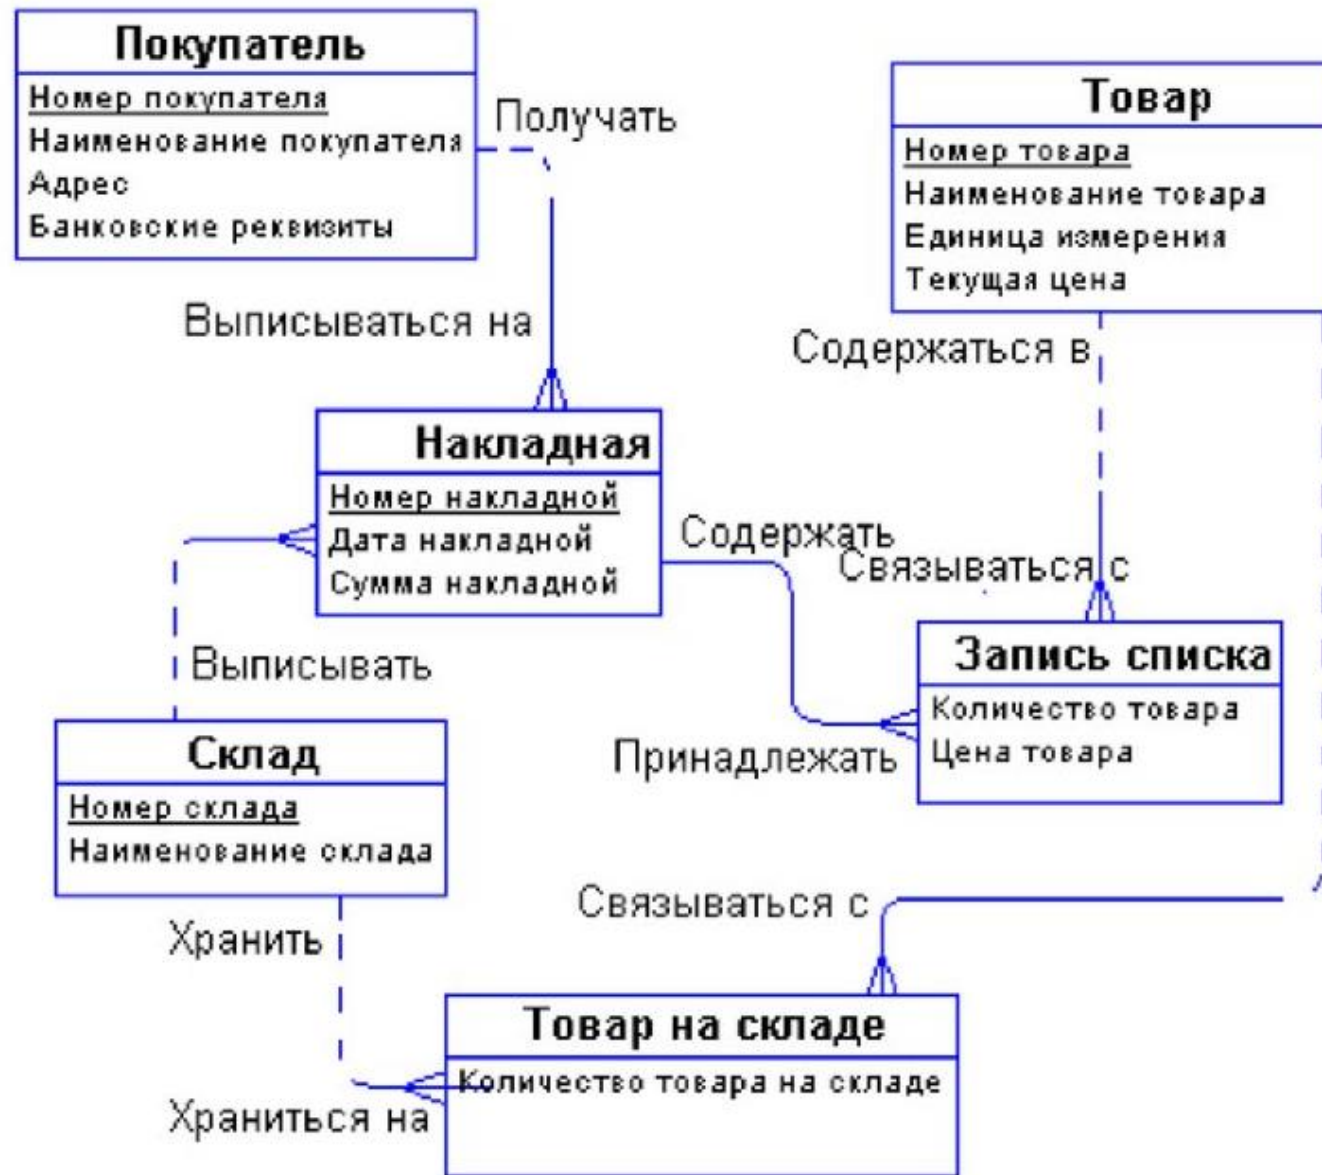 Покупатель
Номер покупателя
Наименование покупателя
Адрес
Банковские реквизиты
Получать
Товар
Номер товара
Наименование товара
Единица измерения
Текущая цена
Выписываться на
Содержаться в
Накладная
Номер накладной
Дата накладной
Сумма накладной
Содержать
Связываться с
Выписывать
Запись списка
Количество товара
Цена товара
Принадлежать
Склад
Номер склада
Наименование склада
Связываться с
Хранить
Товар на складе
Количество товара на складе
Храниться на